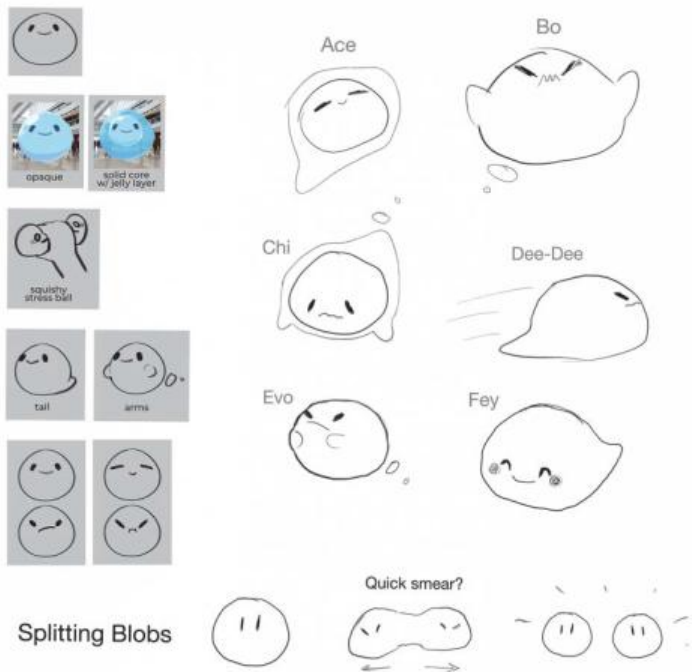 opaque
solid core
w/ jelly layer
squishy
stress ball
tail
arms
Ace
Bo
Chi
Dee-Dee
Evo
Fey
Splitting Blobs
Quick smear?